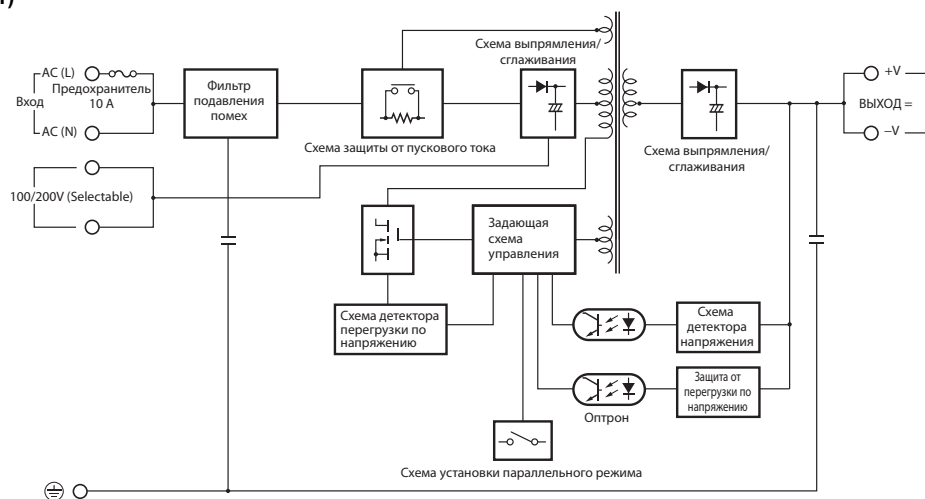 Схема выпрямления/
сглаживания
AC (L)
Предохранитель
10 А
Вход
AC (N)
Фильтр
подавления
помех
Схема защиты от пускового тока
+V
ВЫХОД =
–V
Схема выпрямления/
сглаживания
100/200V (Selectable)
Задающая
схема
управления
Схема детектора
перегрузки по
напряжению
Схема
детектора
напряжения
Защита от
перегрузки по
напряжению
Оптрон
Схема установки параллельного режима